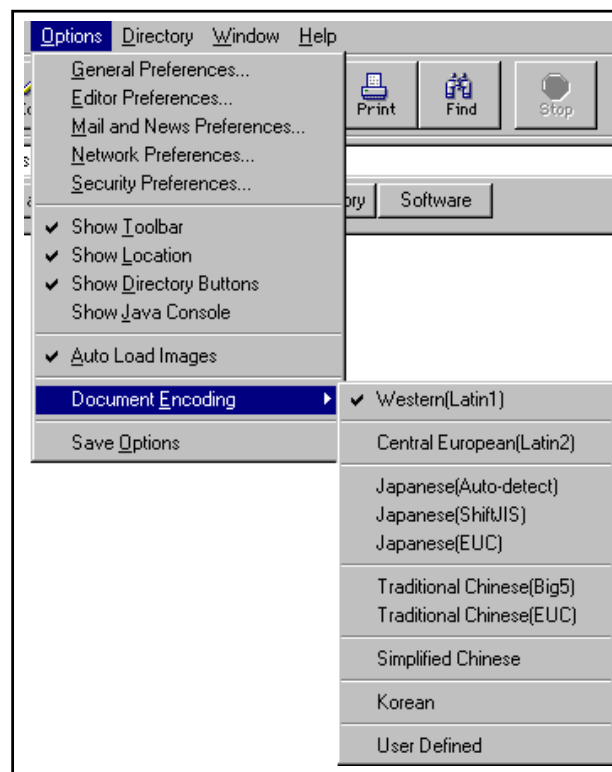 Options Directory Window Help
General Preferences...
Editor Preferences...
Mail and News Preferences...
Network Preferences...
Security Preferences...
Print
Find
Stop
Software
Show Toolbar
Show Location
Show Directory Buttons
Show Java Console
Auto Load Images
Document Encoding
Save Options
Western(Latin1)
Central European(Latin2)
Japanese(Auto-detect)
Japanese(ShiftJIS)
Japanese(EUC)
Traditional Chinese(Big5)
Traditional Chinese(EUC)
Simplified Chinese
Korean
User Defined